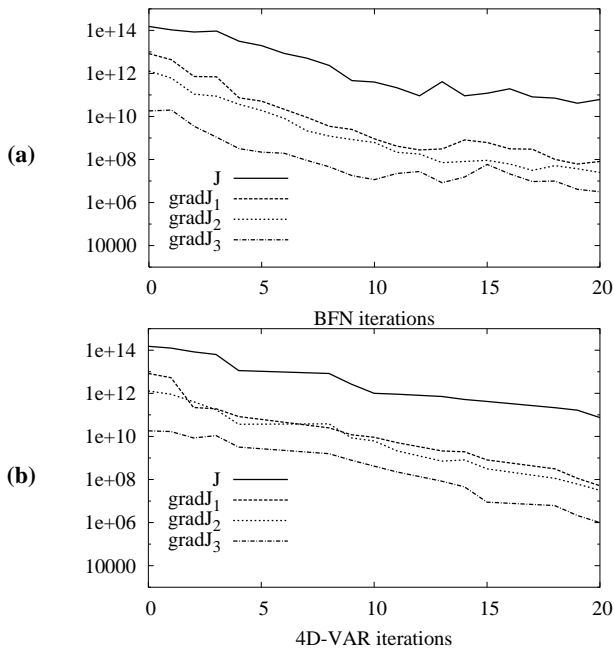 1e+14
1e+12
1e+10
(a)
1e+08
J
gradJ1
1e+06
gradJ2
gradJ3
10000
0 5 10 15 20
BFN iterations
1e+14
1e+12
1e+10
(b)
1e+08
J
gradJ1
1e+06
gradJ2
gradJ3
10000
0 5 10 15 20
4D-VAR iterations